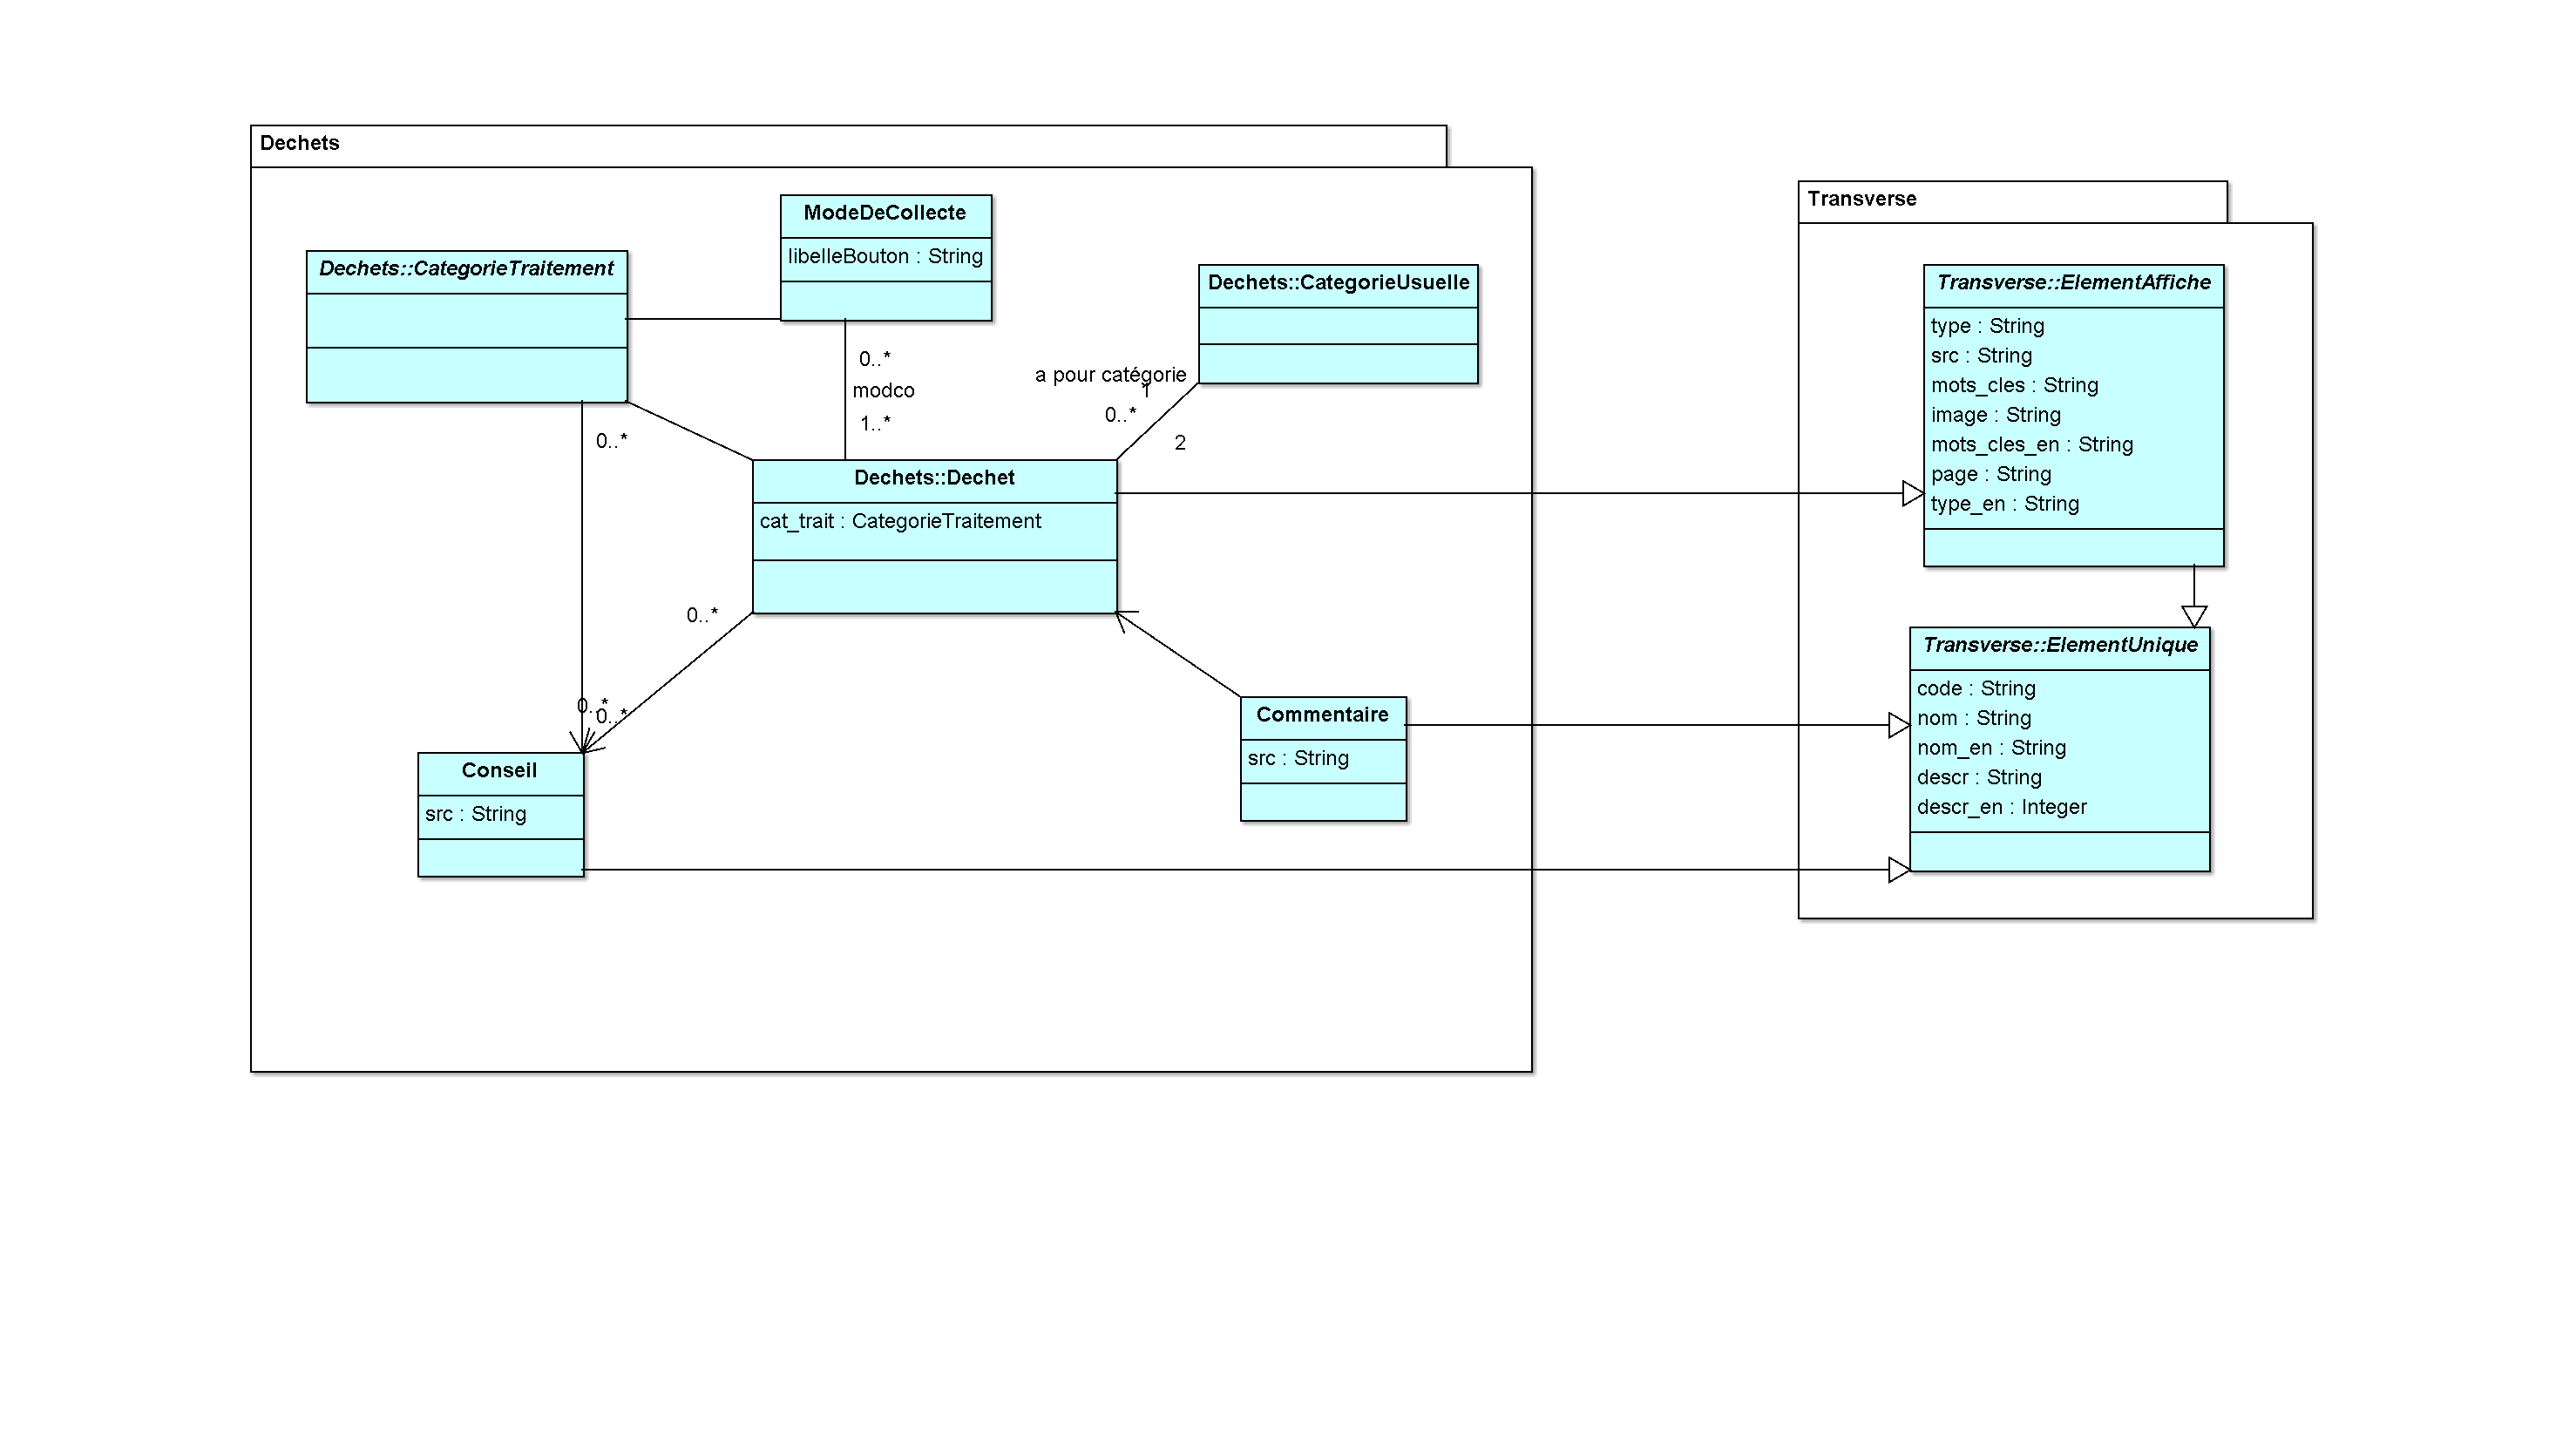 Dechets
Dechets::CategorieTraitement
ModeDeCollecte
libelleBouton : String
Dechets::CategorieUsuelle
0..*
modco
1..*
a pour catégorie
1
0..*
2
0..*
Dechets::Dechet
cat_trait : CategorieTraitement
0..*
0..*
0..*
Conseil
src : String
Commentaire
src : String
Transverse
Transverse::ElementAffiche
type : String
src : String
mots_cles : String
image : String
mots_cles_en : String
page : String
type_en : String
Transverse::ElementUnique
code : String
nom : String
nom_en : String
descr : String
descr_en : Integer